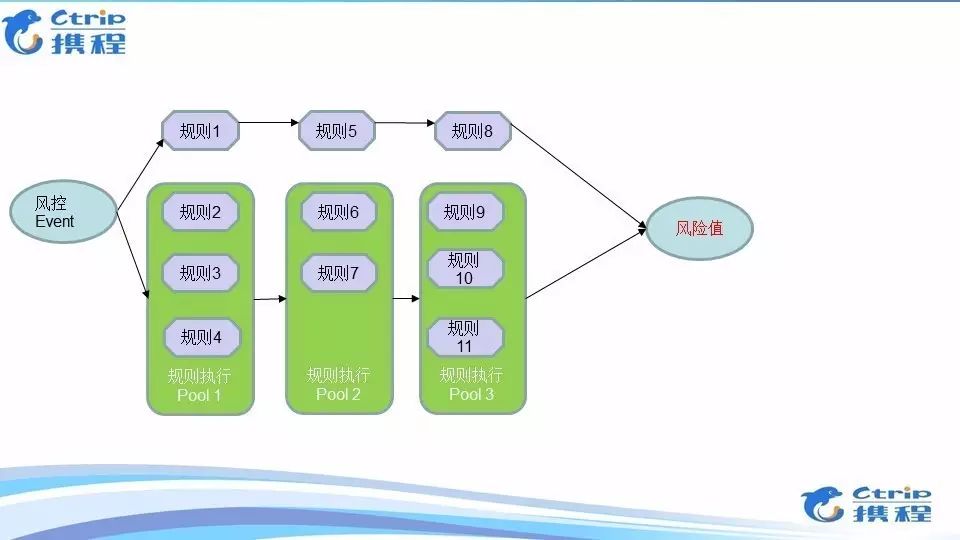 Ctrip
携程
规则1
规则5
规则8
风控
Event
规则2
规则6
规则9
风险值
规则3
规则7
规则
10
规则4
规则
11
规则执行
Pool 1
规则执行
Pool 2
规则执行
Pool 3
Ctrip
携程